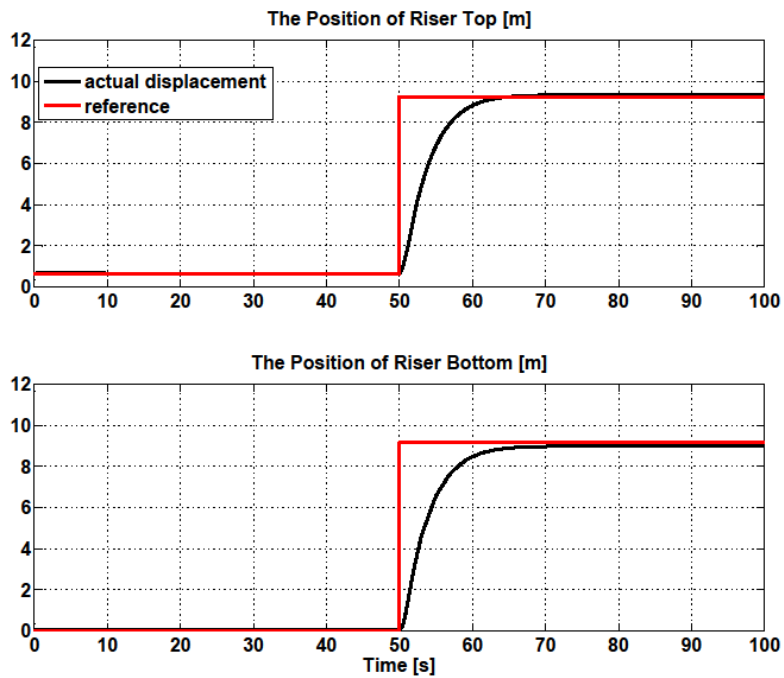 The Position of Riser Top [m]
12
10
8
6
4
2
0
actual displacement
reference
0 10 20 30 40 50 60 70 80 90 100
The Position of Riser Bottom [m]
12
10
8
6
4
2
0
0 10 20 30 40 50 60 70 80 90 100
Time [s]